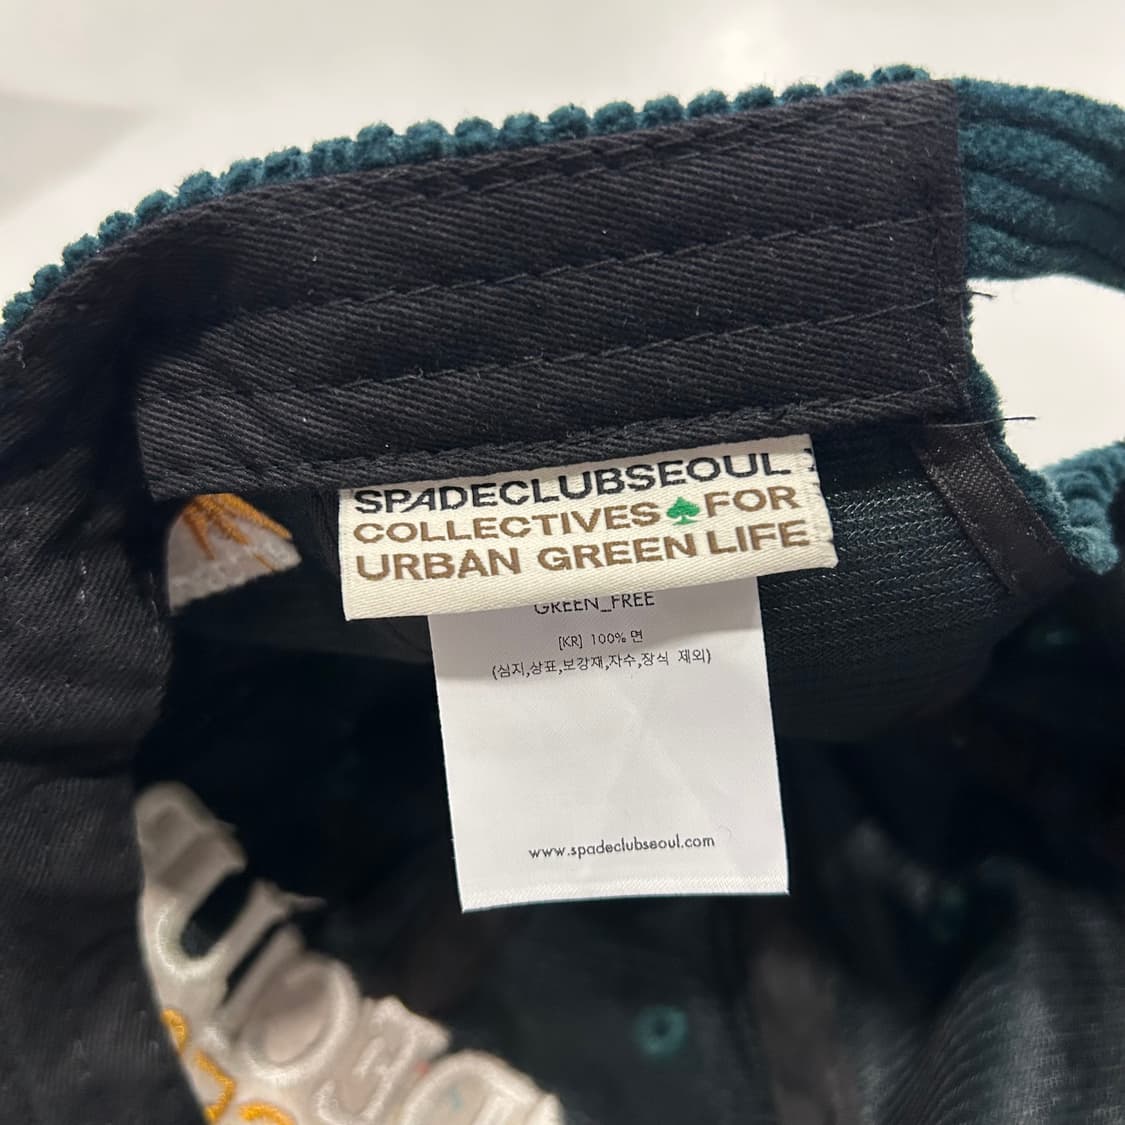 SPADECLUBSEOUL
COLLECTIVES♠FOR
URBAN GREEN LIFE
GREEN_FREE
[KR] 100% 면
(심지,상표,보강재,자수,장식 제외)
www.spadeclubseoul.com